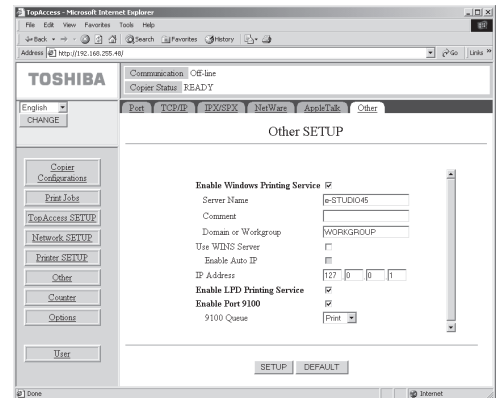 TopAccess - Microsoft Internet Explorer
File Edit View Favorites Tools Help
Back Search Favorites History
Address http://192.168.255.48/ Go Links »
TOSHIBA
Communication Off-line
Copier Status READY
English
CHANGE
Port TCP/IP IPX/SPX NetWare AppleTalk Other
Other SETUP
Copier Configurations
Print Jobs
TopAccess SETUP
Network SETUP
Printer SETUP
Other
Counter
Options
User
Enable Windows Printing Service
Server Name e-STUDIO45
Comment
Domain or Workgroup WORKGROUP
Use WINS Server
Enable Auto IP
IP Address 127 0 0 1
Enable LPD Printing Service
Enable Port 9100
9100 Queue Print
SETUP DEFAULT
Done Internet